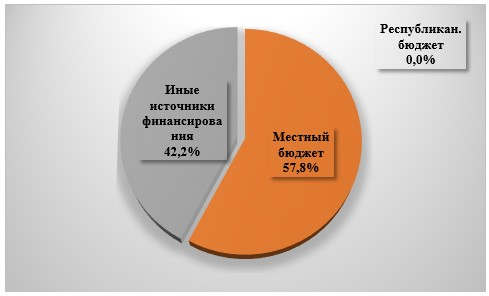 Республикан.
бюджет
0,0%
Иные
источники
финансирова
ния
42,2%
Местный
бюджет
57,8%